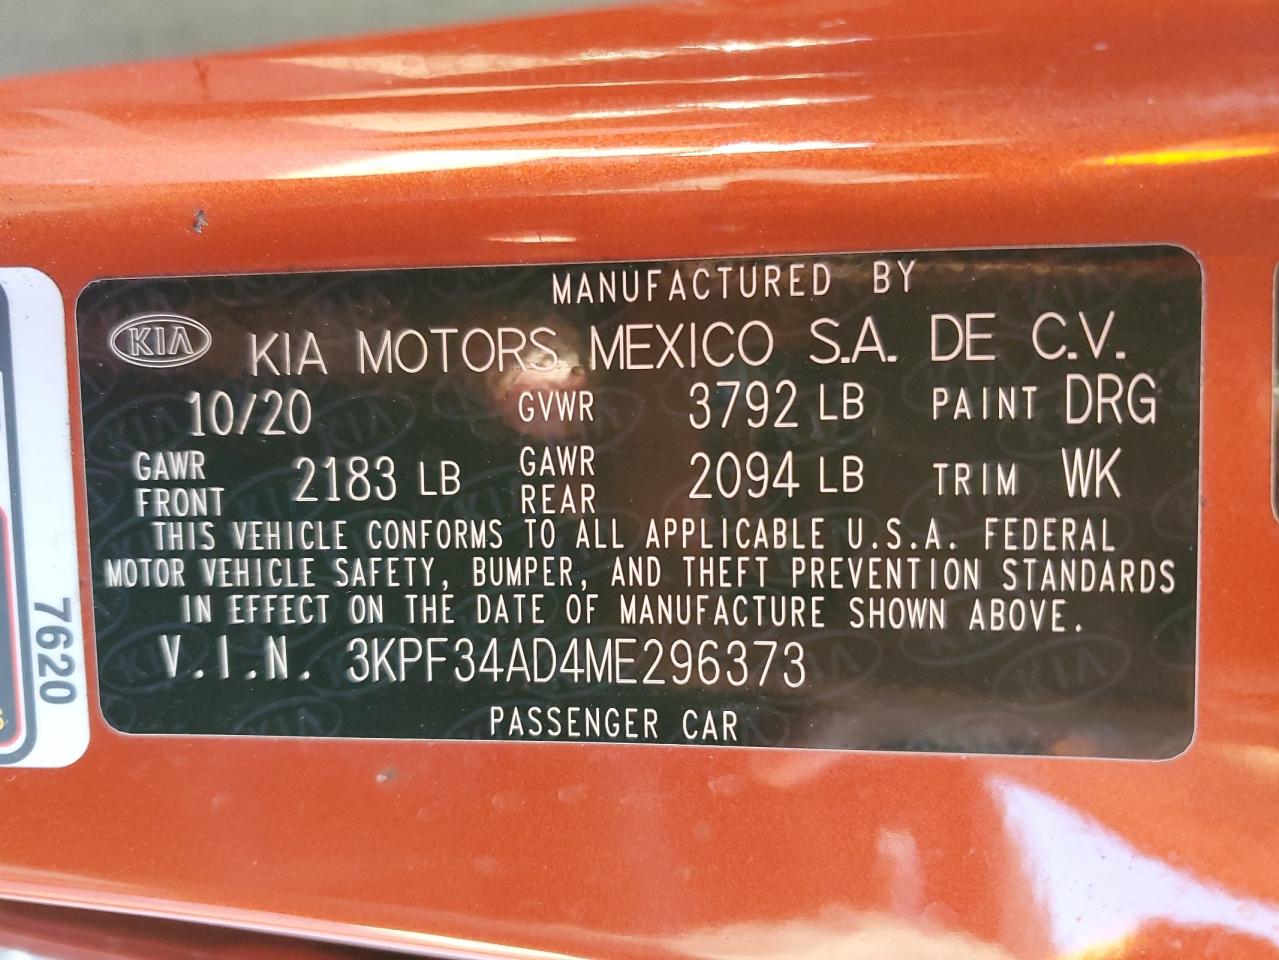 MANUFACTURED BY
KIA KIA MOTORS MEXICO S.A. DE C.V.
10/20 GVWR 3792 LB PAINT DRG
GAWR FRONT 2183 LB GAWR REAR 2094 LB TRIM WK
THIS VEHICLE CONFORMS TO ALL APPLICABLE U.S.A. FEDERAL
MOTOR VEHICLE SAFETY, BUMPER, AND THEFT PREVENTION STANDARDS
IN EFFECT ON THE DATE OF MANUFACTURE SHOWN ABOVE.
V.I.N. 3KPF34AD4ME296373
PASSENGER CAR
7620